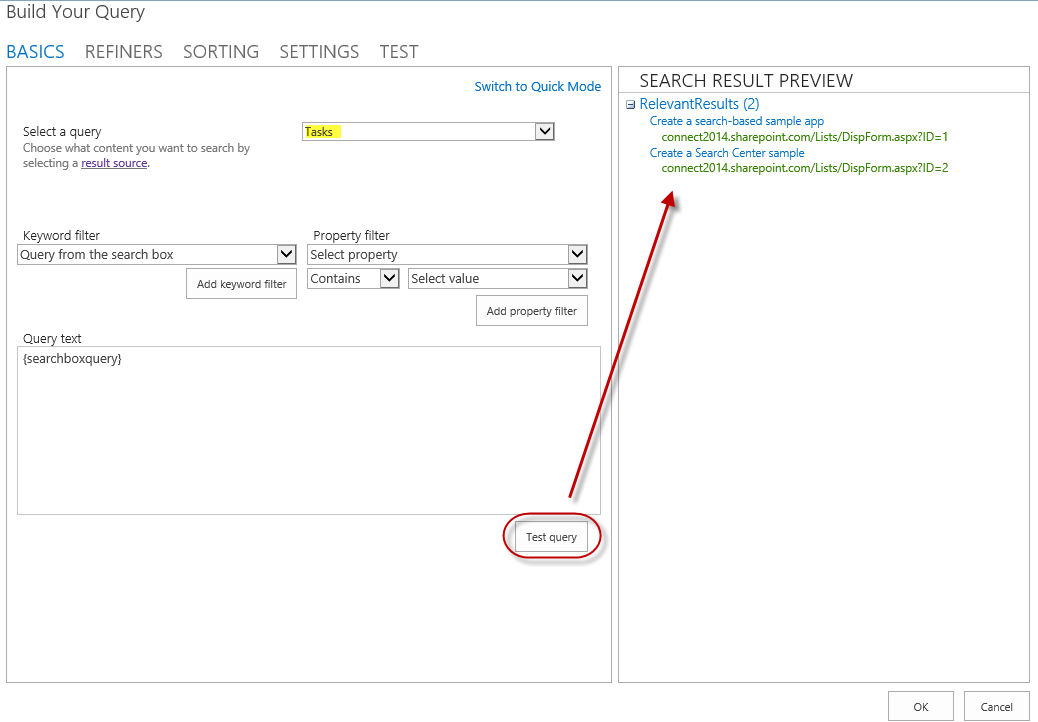 Build Your Query
BASICS REFINERS SORTING SETTINGS TEST
Switch to Quick Mode
Select a query
Tasks
Choose what content you want to search by
selecting a result source.
Keyword filter
Property filter
Query from the search box
Select property
Add keyword filter
Contains
Select value
Add property filter
Query text
{searchboxquery}
Test query
SEARCH RESULT PREVIEW
RelevantResults (2)
Create a search-based sample app
connect2014.sharepoint.com/Lists/DispForm.aspx?ID=1
Create a Search Center sample
connect2014.sharepoint.com/Lists/DispForm.aspx?ID=2
OK
Cancel